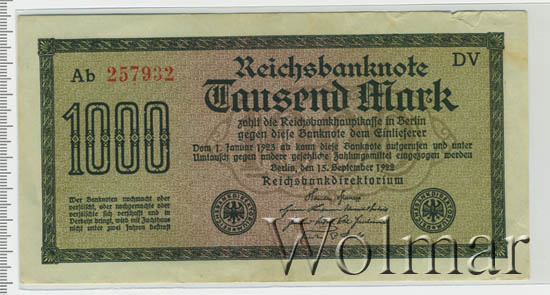 Ab 257932
DV
Reichsbanknote
Tausend Mark
1000
zahlt die Reichsbankhauptkasse in Berlin
gegen diese Banknote dem Einlieferer
Vom 1. Januar 1923 ab kann diese Banknote aufgerufen und unter
Umtausch gegen andere gesetzliche Zahlungsmittel eingezogen werden
Berlin, den 15. September 1922
Reichsbankdirektorium
Wer Banknoten nachmacht oder
verfälscht, oder nachgemachte oder
verfälschte sich verschafft und in
Verkehr bringt, wird mit Zuchthaus
nicht unter zwei Jahren bestraft
Wolmar